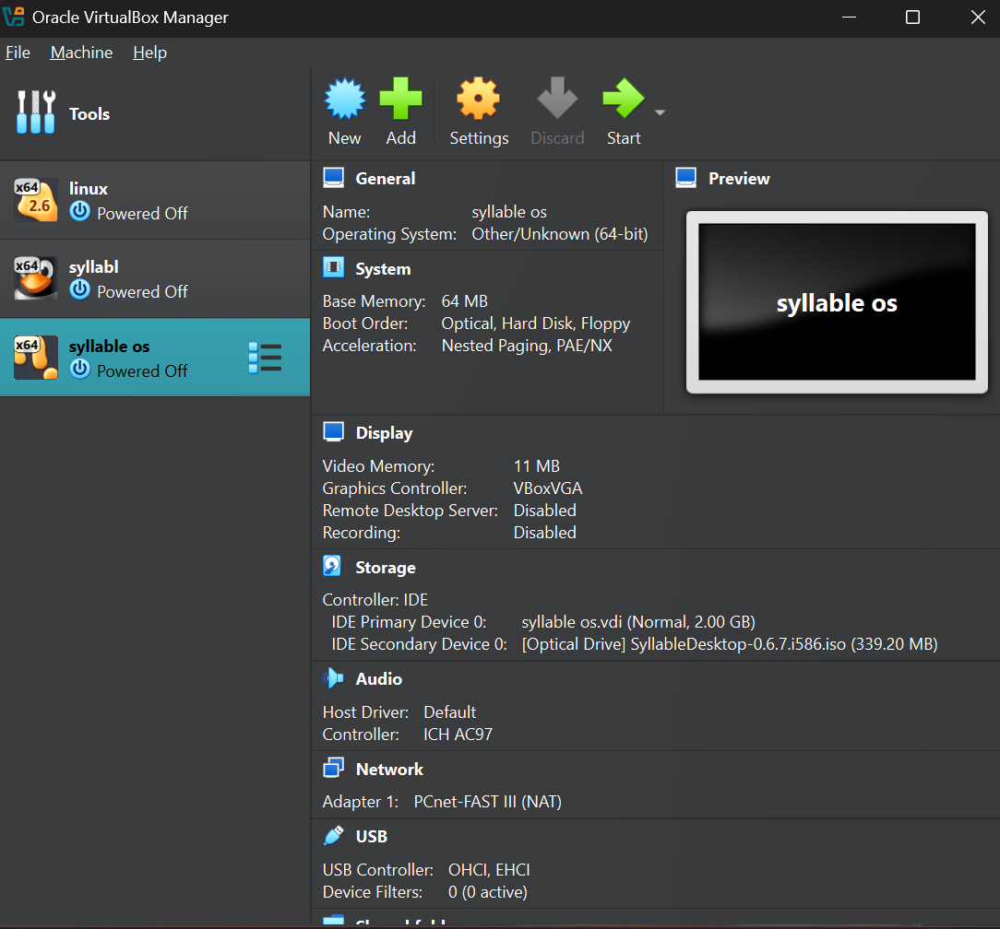 Oracle VirtualBox Manager
File Machine Help
Tools
New Add Settings Discard Start
x64 2.6 linux
Powered Off
x64 syllabl
Powered Off
x64 syllable os
Powered Off
General
Name: syllable os
Operating System: Other/Unknown (64-bit)
System
Base Memory: 64 MB
Boot Order: Optical, Hard Disk, Floppy
Acceleration: Nested Paging, PAE/NX
Preview
syllable os
Display
Video Memory: 11 MB
Graphics Controller: VBoxVGA
Remote Desktop Server: Disabled
Recording: Disabled
Storage
Controller: IDE
IDE Primary Device 0: syllable os.vdi (Normal, 2.00 GB)
IDE Secondary Device 0: [Optical Drive] SyllableDesktop-0.6.7.i586.iso (339.20 MB)
Audio
Host Driver: Default
Controller: ICH AC97
Network
Adapter 1: PCnet-FAST III (NAT)
USB
USB Controller: OHCI, EHCI
Device Filters: 0 (0 active)